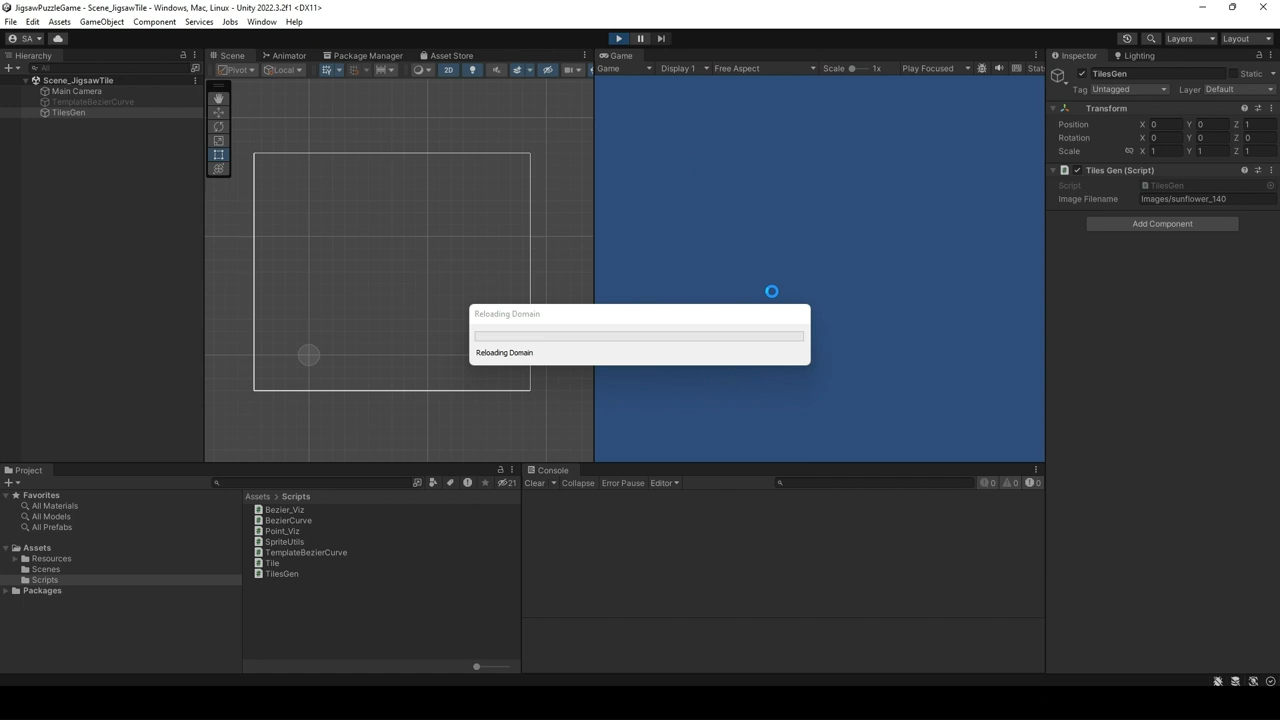 JigsawPuzzleGame - Scene_JigsawTile - Windows, Mac, Linux - Unity 2022.3.2f1 <DX11>
File Edit Assets GameObject Component Services Jobs Window Help
SA Layers Layout
Hierarchy Scene Animator Package Manager Asset Store Game Inspector Lighting
All Pivot Local 2D Game Display 1 Free Aspect Scale 1x Play Focused Stats
TilesGen Static
Tag Untagged Layer Default
Scene_JigsawTile
Main Camera
TemplateBezierCurve
TilesGen
Transform
Position X 0 Y 0 Z 1
Rotation X 0 Y 0 Z 0
Scale X 1 Y 1 Z 1
Tiles Gen (Script)
Script TilesGen
Image Filename Images/sunflower_140
Add Component
Reloading Domain
Reloading Domain
Project Console
21 Clear Collapse Error Pause Editor 0 0 0
Favorites
All Materials
All Models
All Prefabs
Assets
Resources
Scenes
Scripts
Packages
Assets > Scripts
Bezier_Viz
BezierCurve
Point_Viz
SpriteUtils
TemplateBezierCurve
Tile
TilesGen